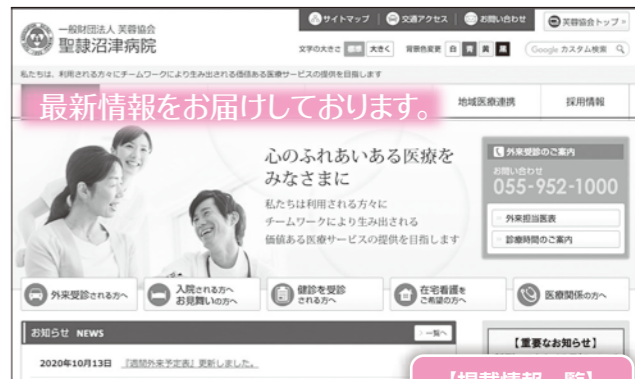 サイトマップ 交通アクセス お問い合わせ 芙蓉協会トップ
一般財団法人 芙蓉協会
聖隷沼津病院
文字の大きさ 標準 大きく 背景色変更 白 青 黄 黒 Google カスタム検索
私たちは、利用される方々にチームワークにより生み出される価値ある医療サービスの提供を目指します
最新情報をお届けしております。 地域医療連携 採用情報
心のふれあいある医療を
みなさまに
私たちは利用される方々に
チームワークにより生み出される
価値ある医療サービスの提供を目指します
外来受診のご案内
お問い合わせ
055-952-1000
外来担当医表
診療時間のご案内
外来受診される方へ
入院される方へ
お見舞いの方へ
健診を受診
される方へ
在宅看護を
ご希望の方へ
医療関係の方へ
お知らせ NEWS 一覧へ
【重要なお知らせ】
2020年10月13日 『週間外来予定表』更新しました。
【掲載情報一覧】